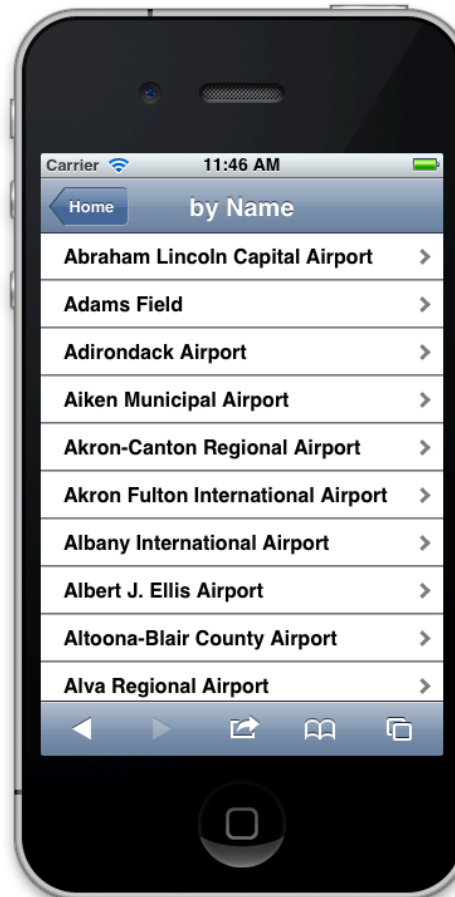 Carrier 11:46 AM
Home by Name
Abraham Lincoln Capital Airport
Adams Field
Adirondack Airport
Aiken Municipal Airport
Akron-Canton Regional Airport
Akron Fulton International Airport
Albany International Airport
Albert J. Ellis Airport
Altoona-Blair County Airport
Alva Regional Airport